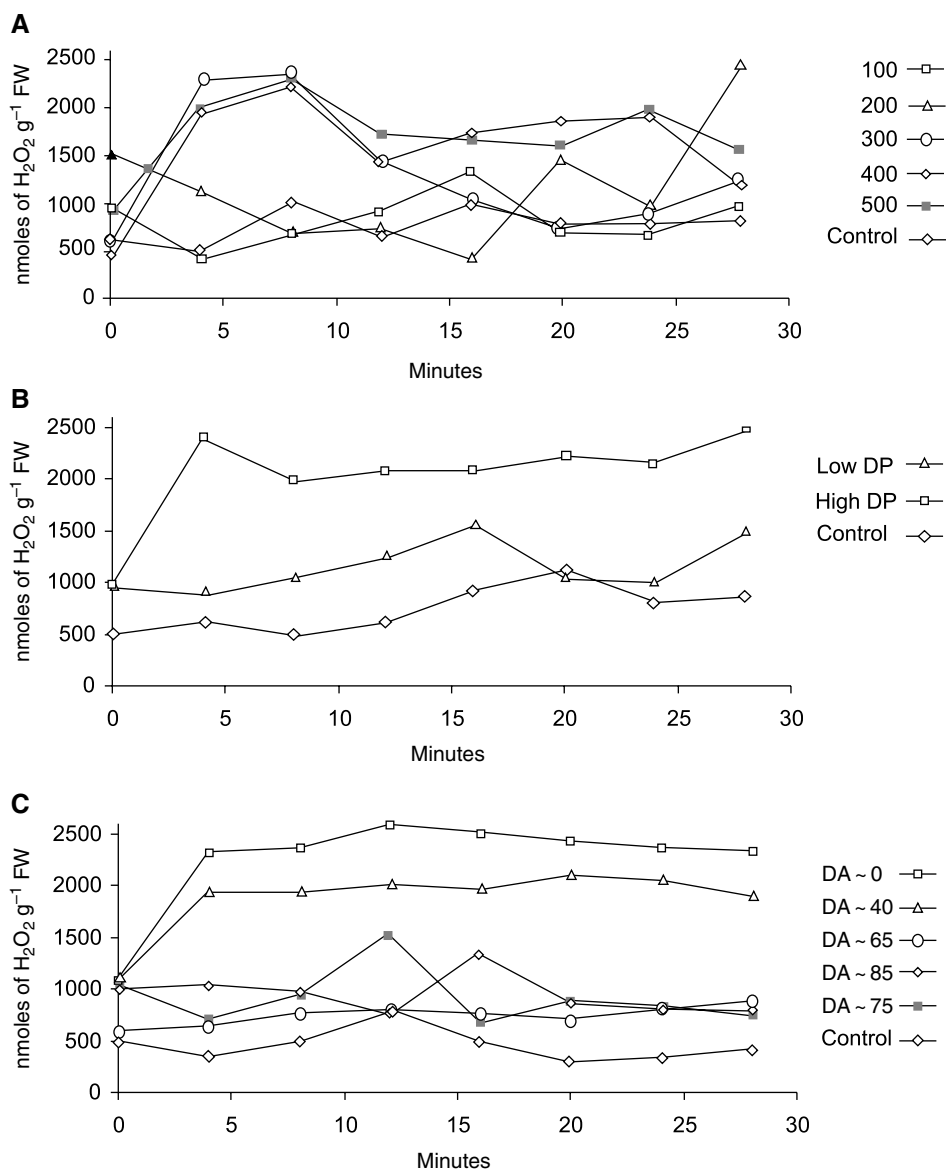 A
nmoles of H₂O₂ g⁻¹ FW
2500
2000
1500
1000
500
0
0 5 10 15 20 25 30
Minutes
100
200
300
400
500
Control
B
nmoles of H₂O₂ g⁻¹ FW
2500
2000
1500
1000
500
0
0 5 10 15 20 25 30
Minutes
Low DP
High DP
Control
C
nmoles of H₂O₂ g⁻¹ FW
2500
2000
1500
1000
500
0
0 5 10 15 20 25 30
Minutes
DA ~ 0
DA ~ 40
DA ~ 65
DA ~ 85
DA ~ 75
Control